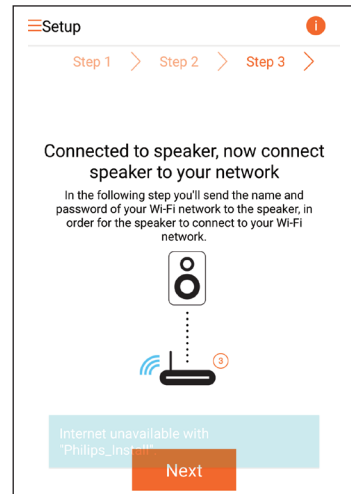 Setup
i
Step 1 > Step 2 > Step 3 >
Connected to speaker, now connect
speaker to your network
In the following step you'll send the name and
password of your Wi-Fi network to the speaker, in
order for the speaker to connect to your Wi-Fi
network.
3
Internet unavailable with
"Philips_Install".
Next